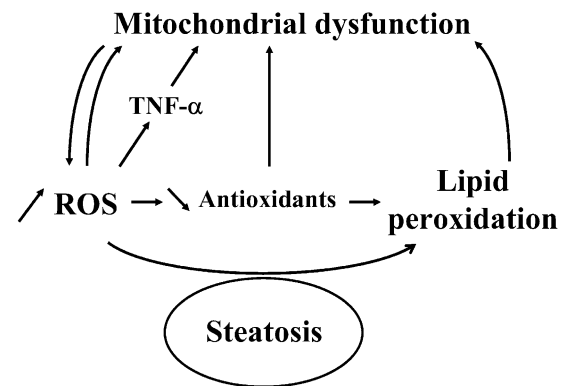 Mitochondrial dysfunction
TNF-α
ROS
Antioxidants
Lipid
peroxidation
Steatosis